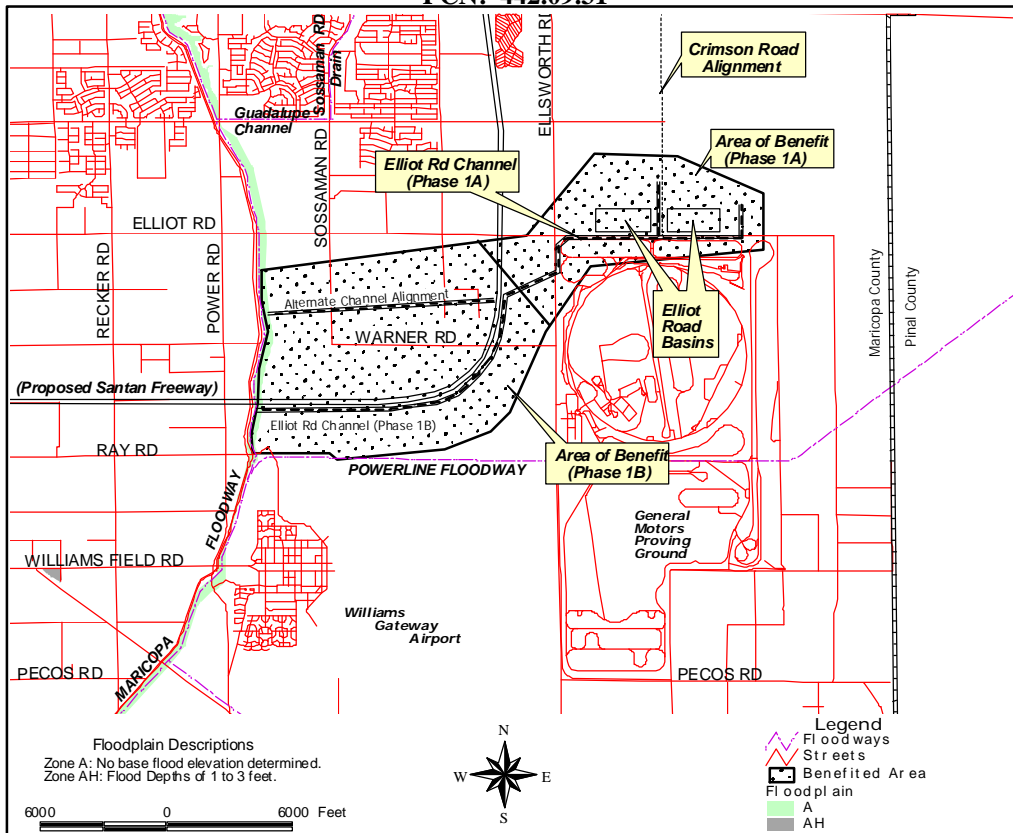 PCN: 442.09.31
Crimson Road
Alignment
Sossaman RD
Drain
ELLSWORTH RD
Guadalupe
Channel
SOSSAMAN RD
Area of Benefit
(Phase 1A)
Elliot Rd Channel
(Phase 1A)
ELLIOT RD
RECKER RD
POWER RD
Alternate Channel Alignment
WARNER RD
Elliot
Road
Basins
Maricopa County
Pinal County
(Proposed Santan Freeway)
Elliot Rd Channel (Phase 1B)
RAY RD
Area of Benefit
(Phase 1B)
POWERLINE FLOODWAY
FLOODWAY
General
Motors
Proving
Ground
WILLIAMS FIELD RD
Williams
Gateway
Airport
MARICOPA
PECOS RD
PECOS RD
Floodplain Descriptions
Zone A: No base flood elevation determined.
Zone AH: Flood Depths of 1 to 3 feet.
6000 0 6000 Feet
N
W E
S
Legend
Floodways
Streets
Benefited Area
Floodplain
A
AH